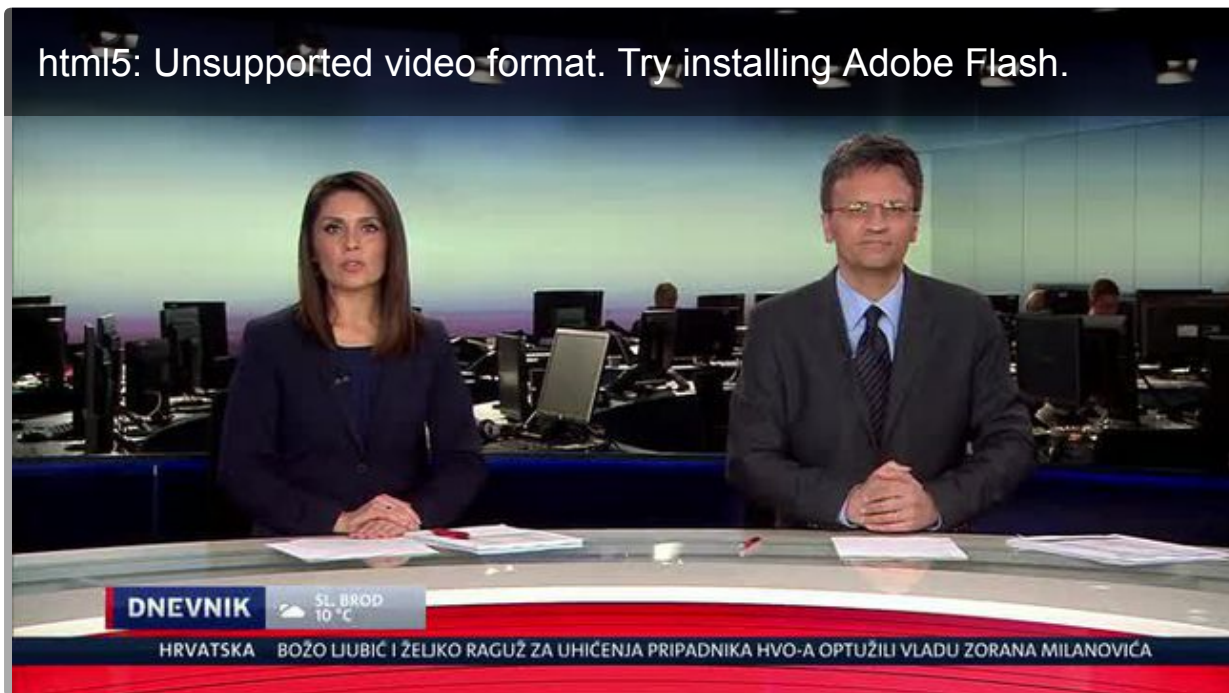 html5: Unsupported video format. Try installing Adobe Flash.
DNEVNIK
SL. BROD
10 °C
HRVATSKA BOŽO LJUBIĆ I ŽELJKO RAGUŽ ZA UHIĆENJA PRIPADNIKA HVO-A OPTUŽILI VLADU ZORANA MILANOVIĆA